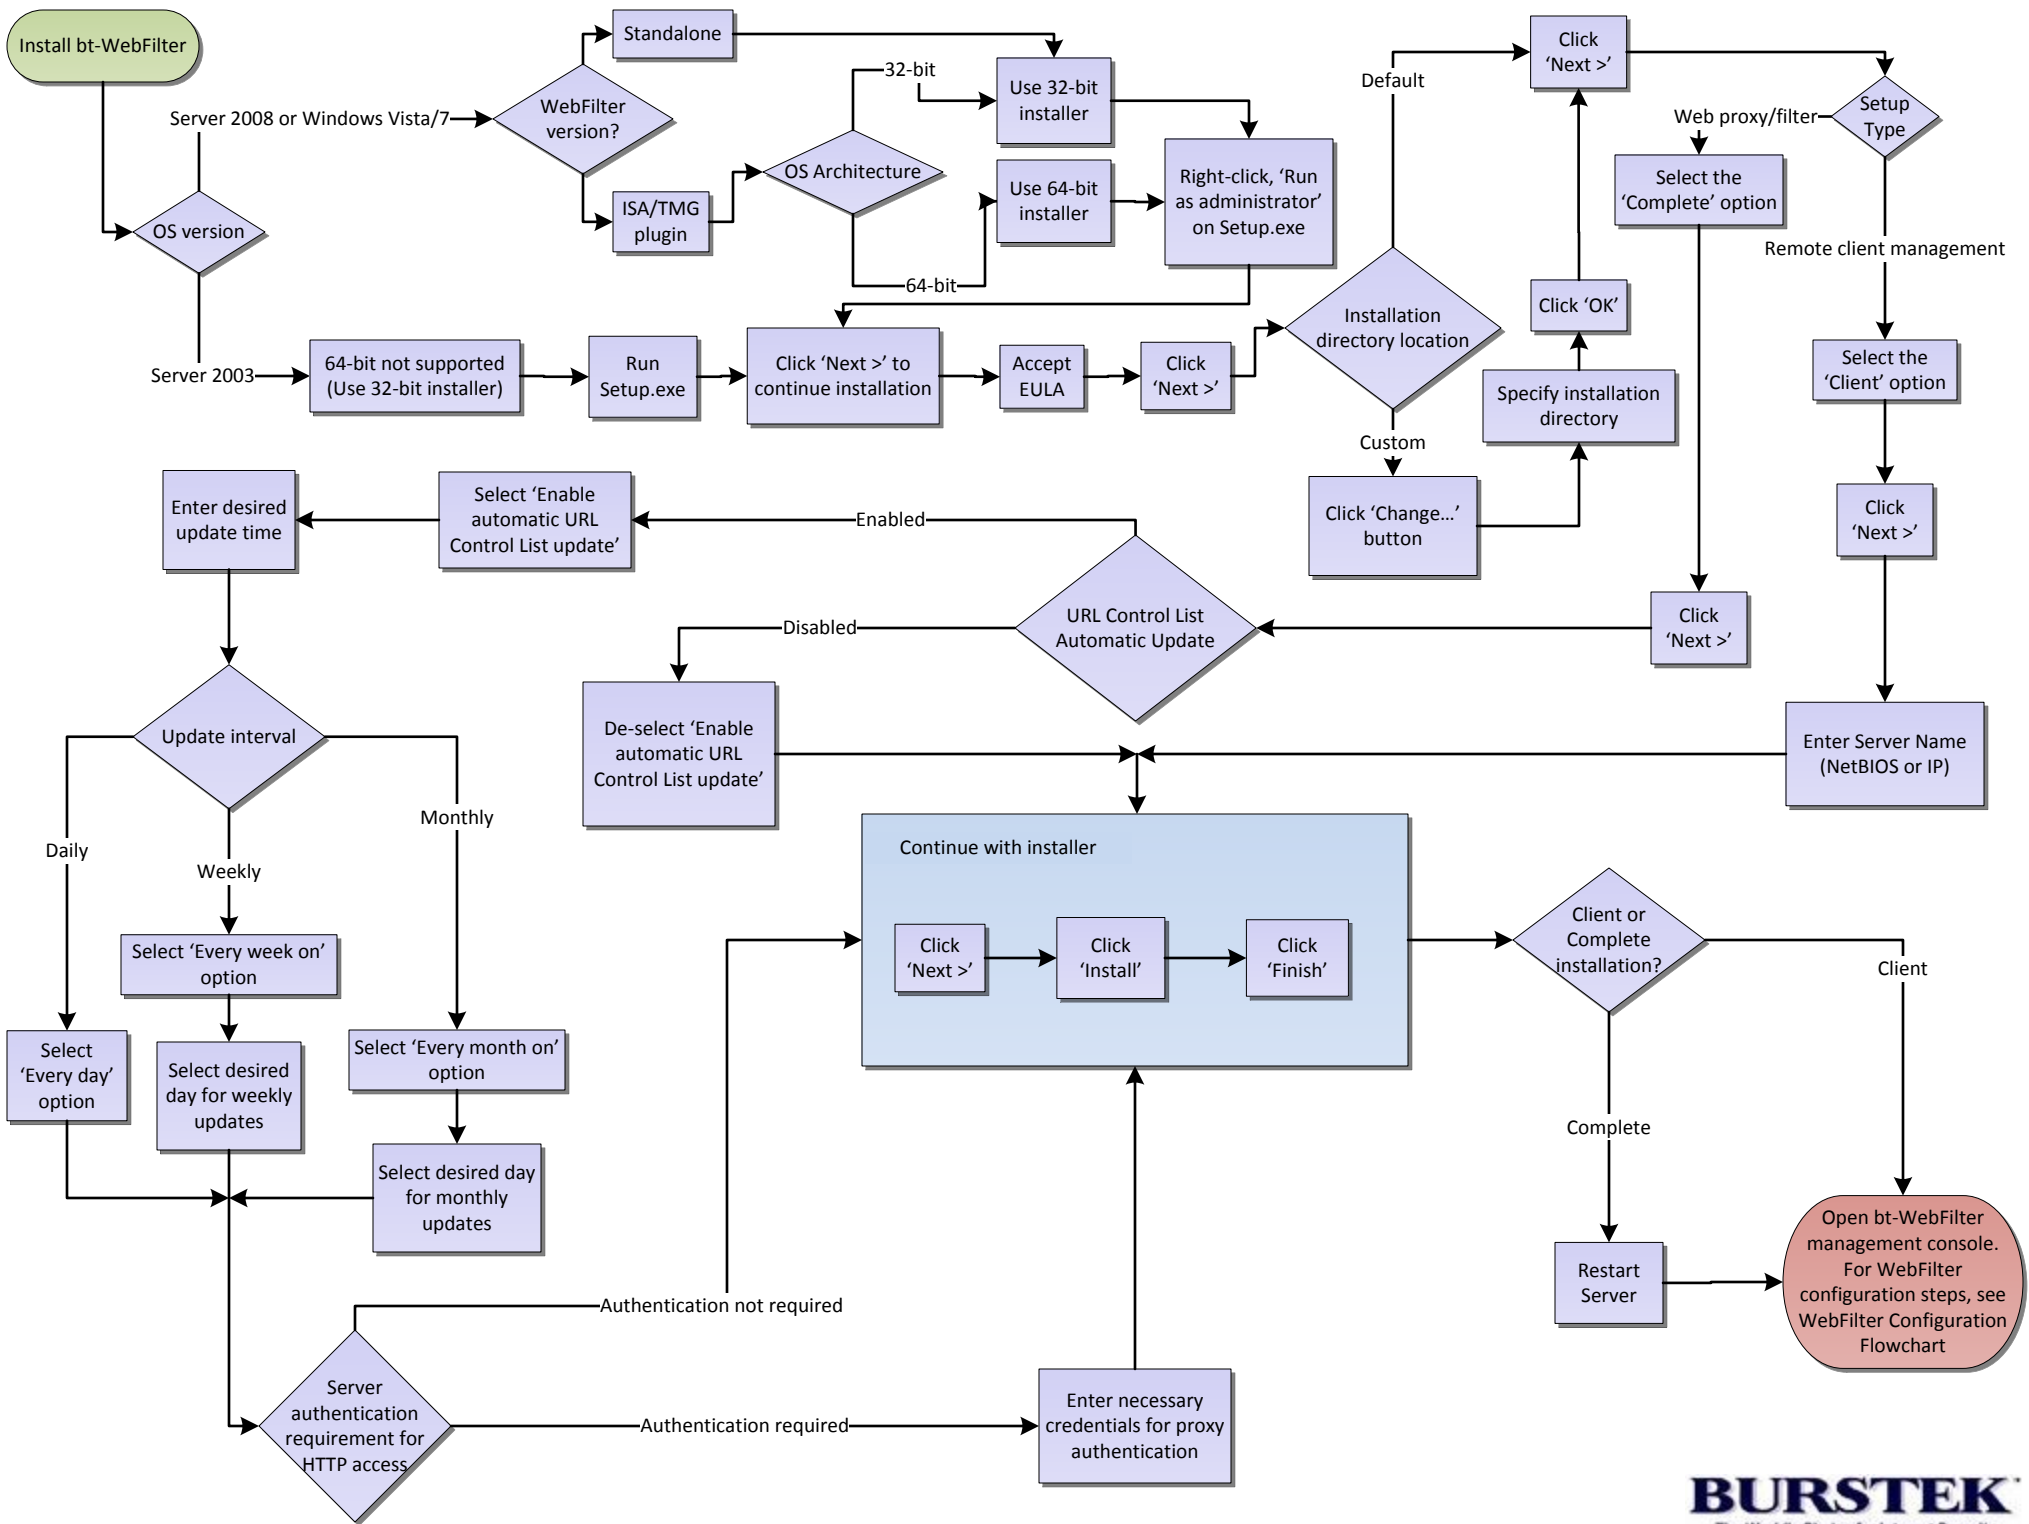 Install bt-WebFilter
OS version
Server 2008 or Windows Vista/7
Server 2003
WebFilter
version?
Standalone
ISA/TMG
plugin
OS Architecture
32-bit
64-bit
Use 32-bit
installer
Use 64-bit
installer
Right-click, ‘Run
as administrator’
on Setup.exe
64-bit not supported
(Use 32-bit installer)
Run
Setup.exe
Click ‘Next >’ to
continue installation
Accept
EULA
Click
‘Next >’
Installation
directory location
Default
Custom
Click ‘Change...’
button
Specify installation
directory
Click ‘OK’
Click
‘Next >’
Setup
Type
Web proxy/filter
Select the
‘Complete’ option
Click
‘Next >’
Remote client management
Select the
‘Client’ option
Click
‘Next >’
Enter Server Name
(NetBIOS or IP)
URL Control List
Automatic Update
Enabled
Disabled
Select ‘Enable
automatic URL
Control List update’
Enter desired
update time
De-select ‘Enable
automatic URL
Control List update’
Update interval
Daily
Weekly
Monthly
Select
‘Every day’
option
Select ‘Every week on’
option
Select desired
day for weekly
updates
Select ‘Every month on’
option
Select desired day
for monthly
updates
Server
authentication
requirement for
HTTP access
Authentication not required
Authentication required
Enter necessary
credentials for proxy
authentication
Continue with installer
Click
‘Next >’
Click
‘Install’
Click
‘Finish’
Client or
Complete
installation?
Client
Complete
Restart
Server
Open bt-WebFilter
management console.
For WebFilter
configuration steps, see
WebFilter Configuration
Flowchart
BURSTEK